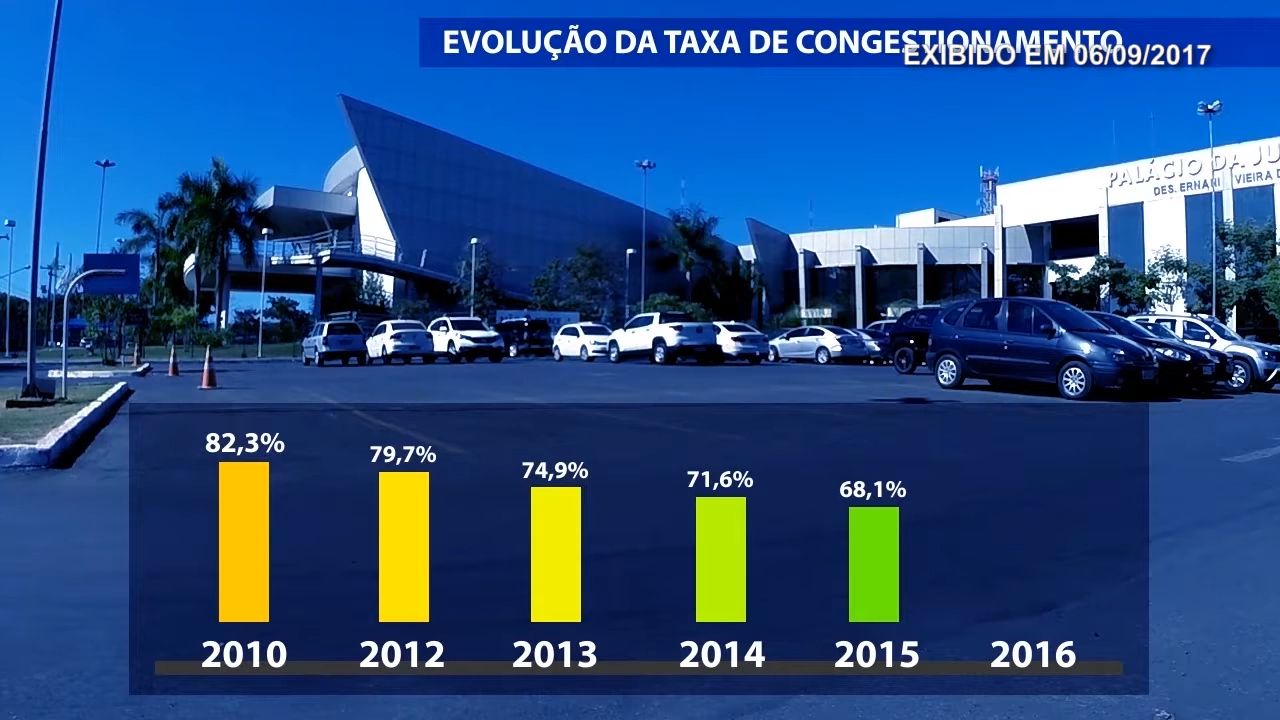 EVOLUÇÃO DA TAXA DE CONGESTIONAMENTO
EXIBIDO EM 06/09/2017
PALÁCIO DA JU
DES. ERNANI VIEIRA D
82,3%
79,7%
74,9%
71,6%
68,1%
2010
2012
2013
2014
2015
2016